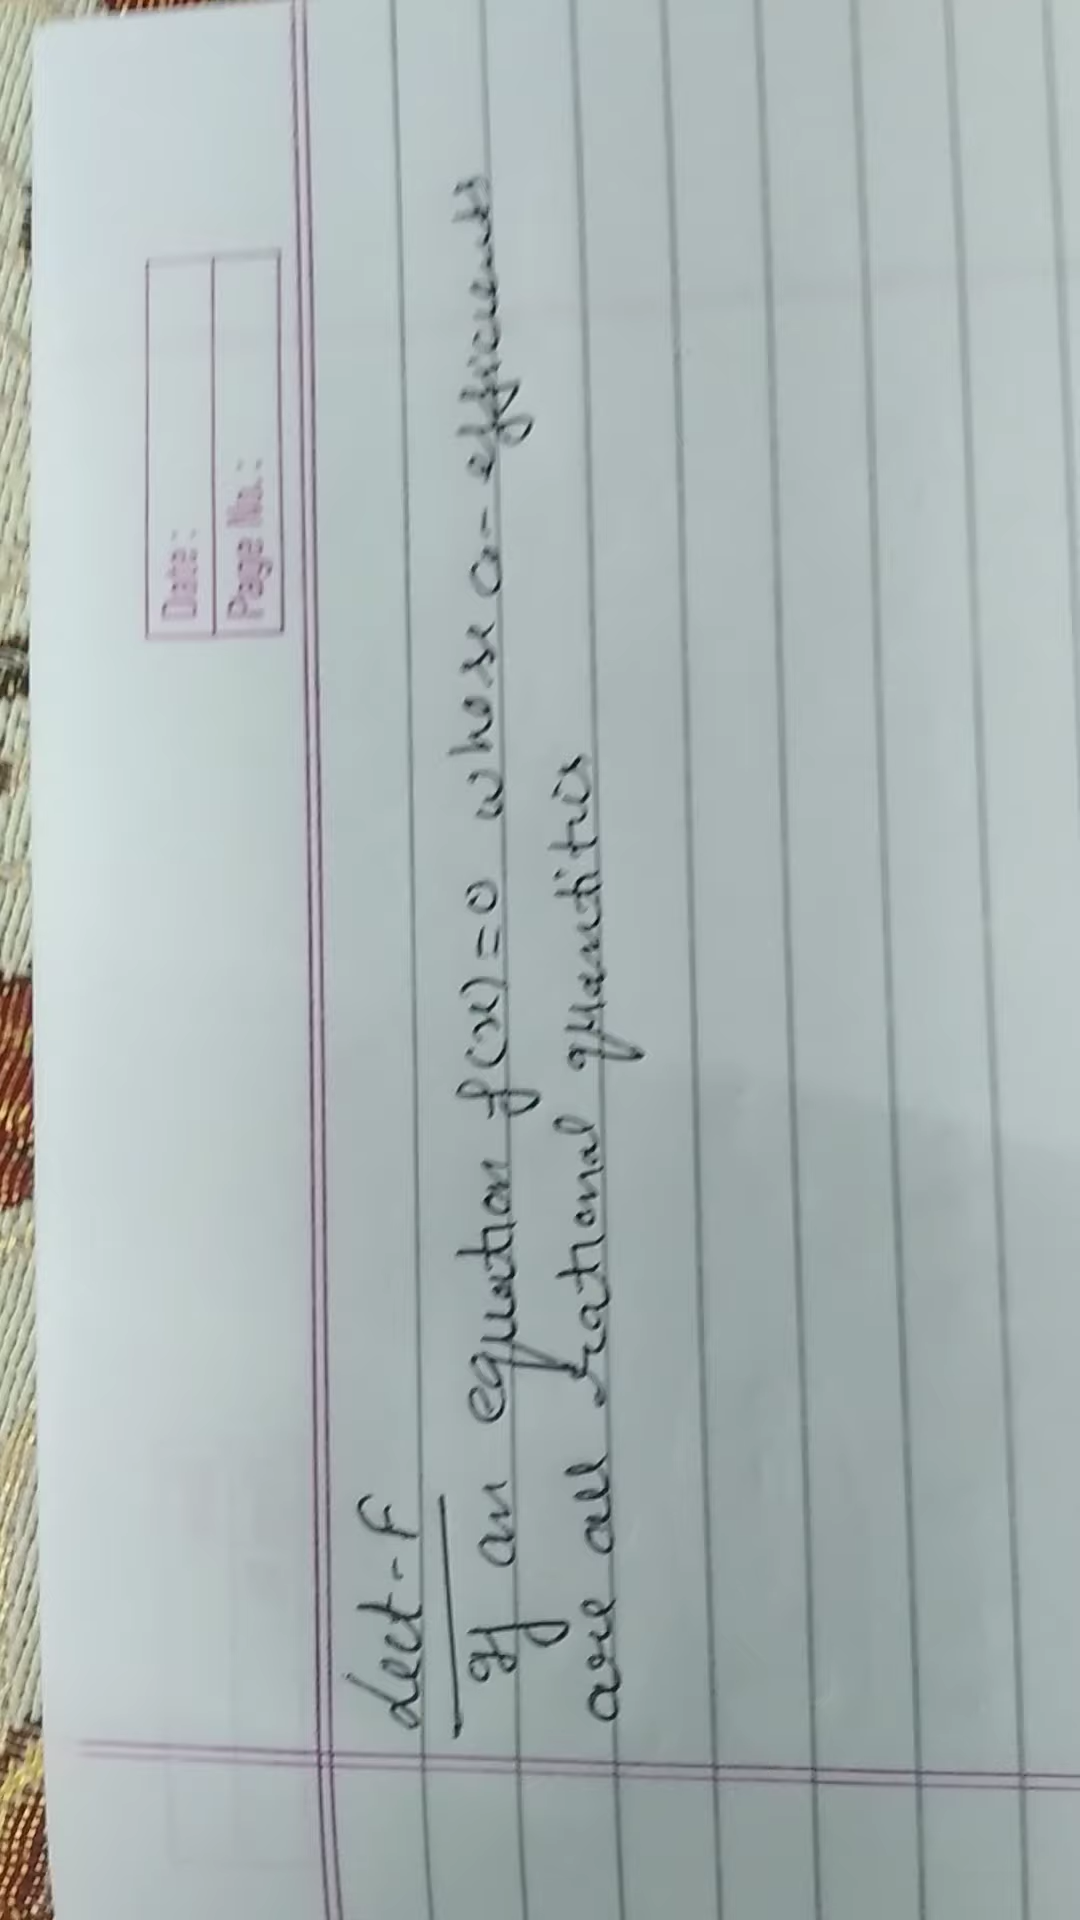 Date:
Page No.:
Lect-F
If an equation f(x)=0 whose co-efficients
are all rational quantities